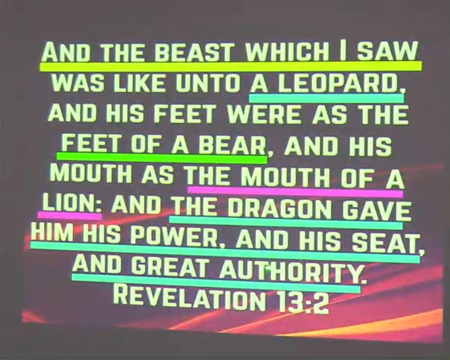 AND THE BEAST WHICH I SAW
WAS LIKE UNTO A LEOPARD,
AND HIS FEET WERE AS THE
FEET OF A BEAR, AND HIS
MOUTH AS THE MOUTH OF A
LION: AND THE DRAGON GAVE
HIM HIS POWER, AND HIS SEAT,
AND GREAT AUTHORITY.
REVELATION 13:2